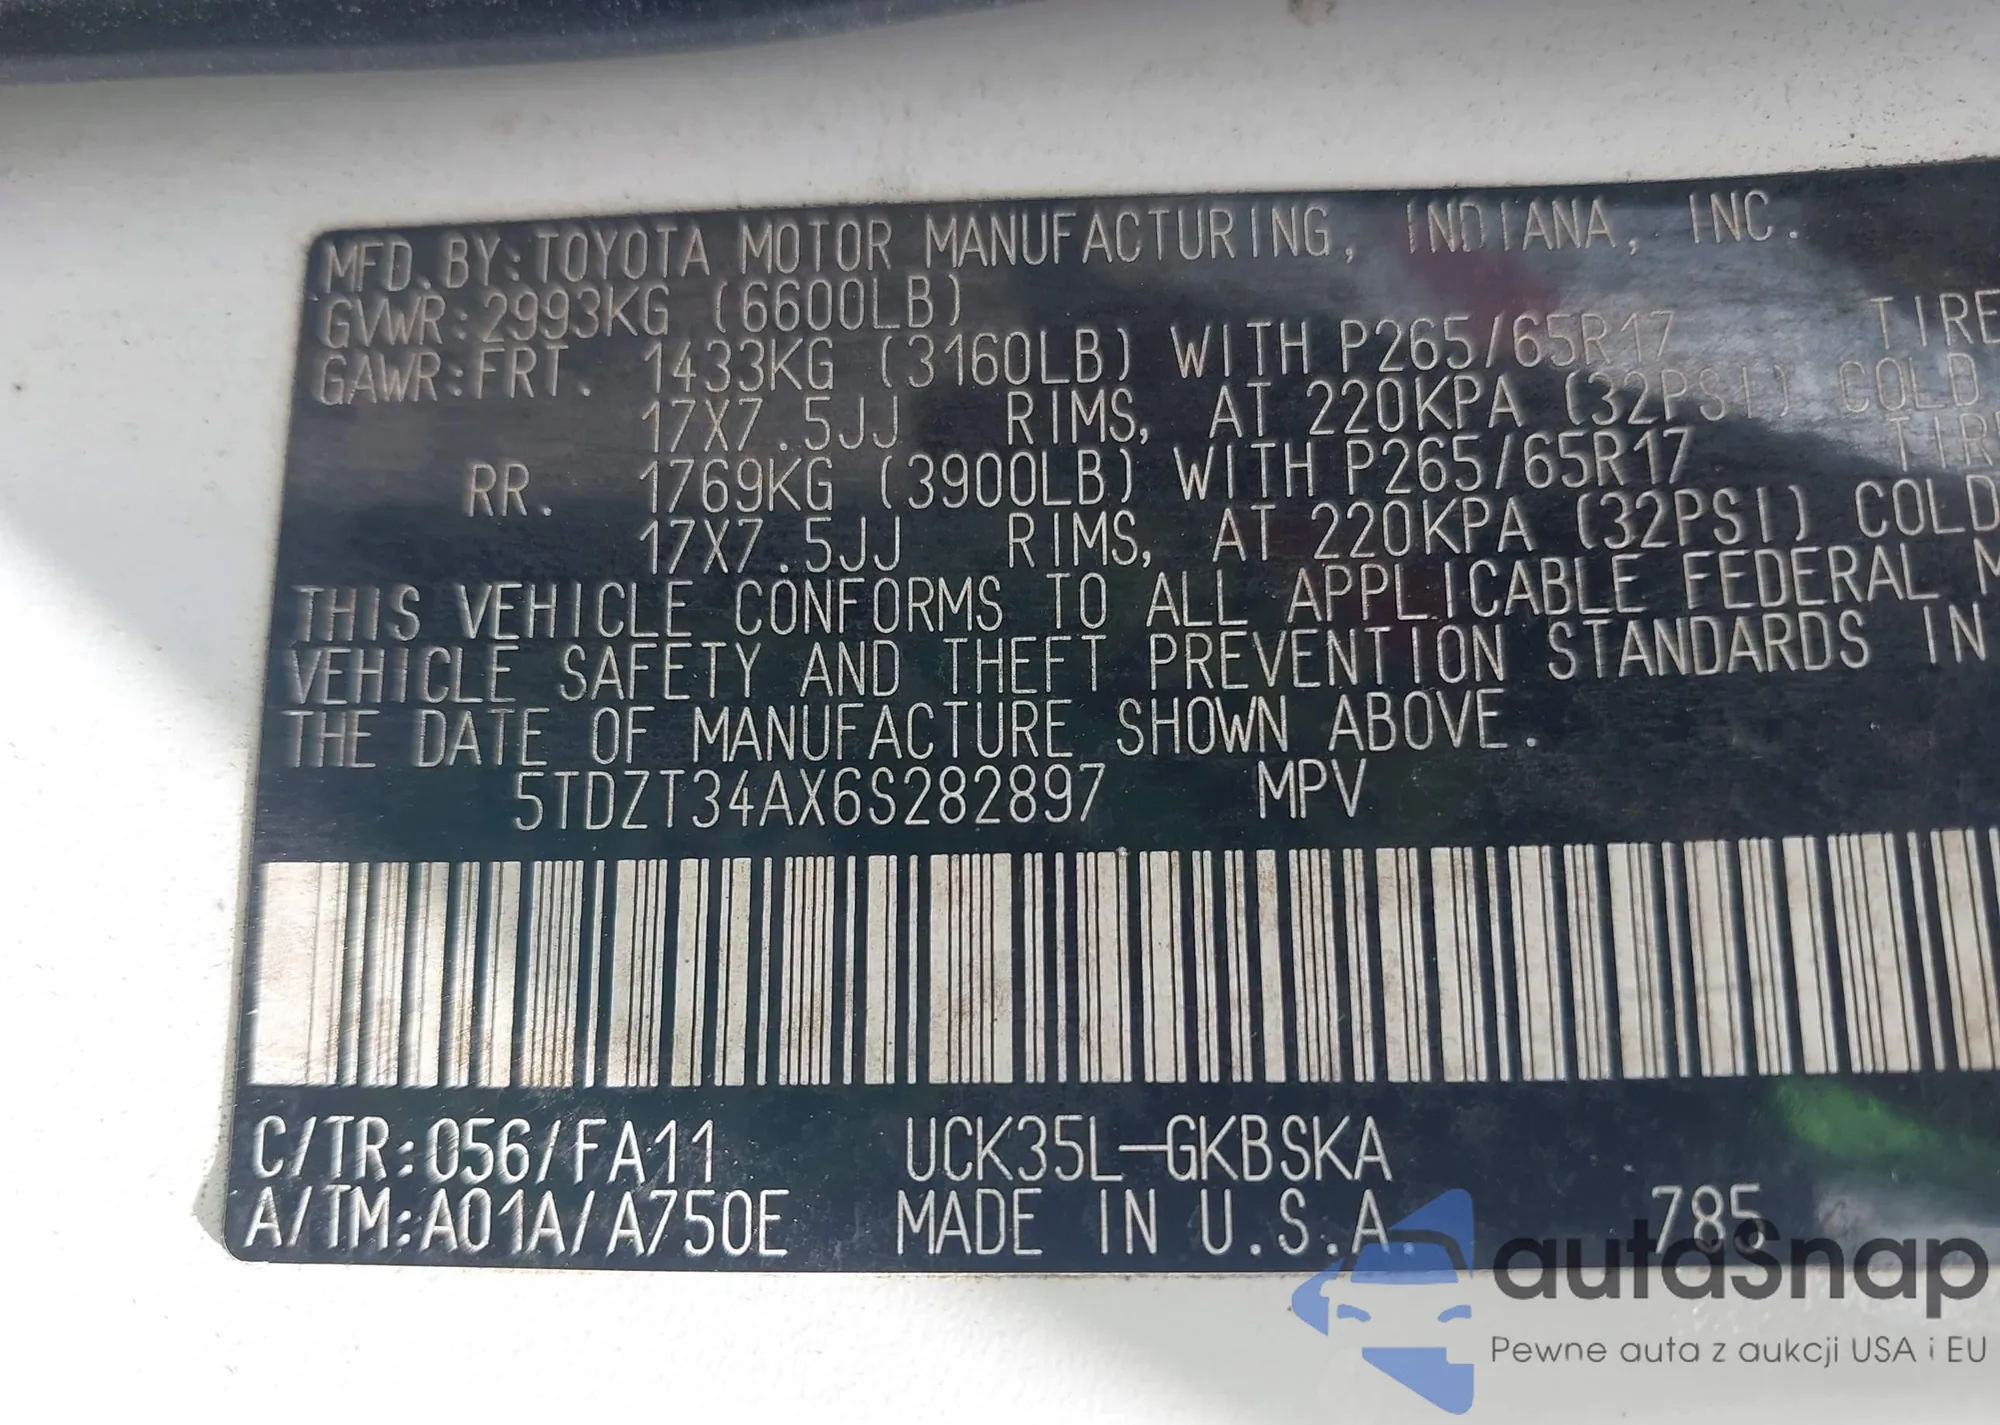 MFD.BY:TOYOTA MOTOR MANUFACTURING, INDIANA, INC.
GVWR:2993KG (6600LB)
GAWR:FRT. 1433KG (3160LB) WITH P265/65R17 TIRE
17X7.5JJ RIMS, AT 220KPA (32PSI) COLD
RR. 1769KG (3900LB) WITH P265/65R17 TIRE
17X7.5JJ RIMS, AT 220KPA (32PSI) COLD
THIS VEHICLE CONFORMS TO ALL APPLICABLE FEDERAL M
VEHICLE SAFETY AND THEFT PREVENTION STANDARDS IN
THE DATE OF MANUFACTURE SHOWN ABOVE.
5TDZT34AX6S282897 MPV
C/TR:056/FA11 UCK35L-GKBSKA
A/TM:A01A/A750E MADE IN U.S.A. 785
autoSnap
Pewne auta z aukcji USA i EU